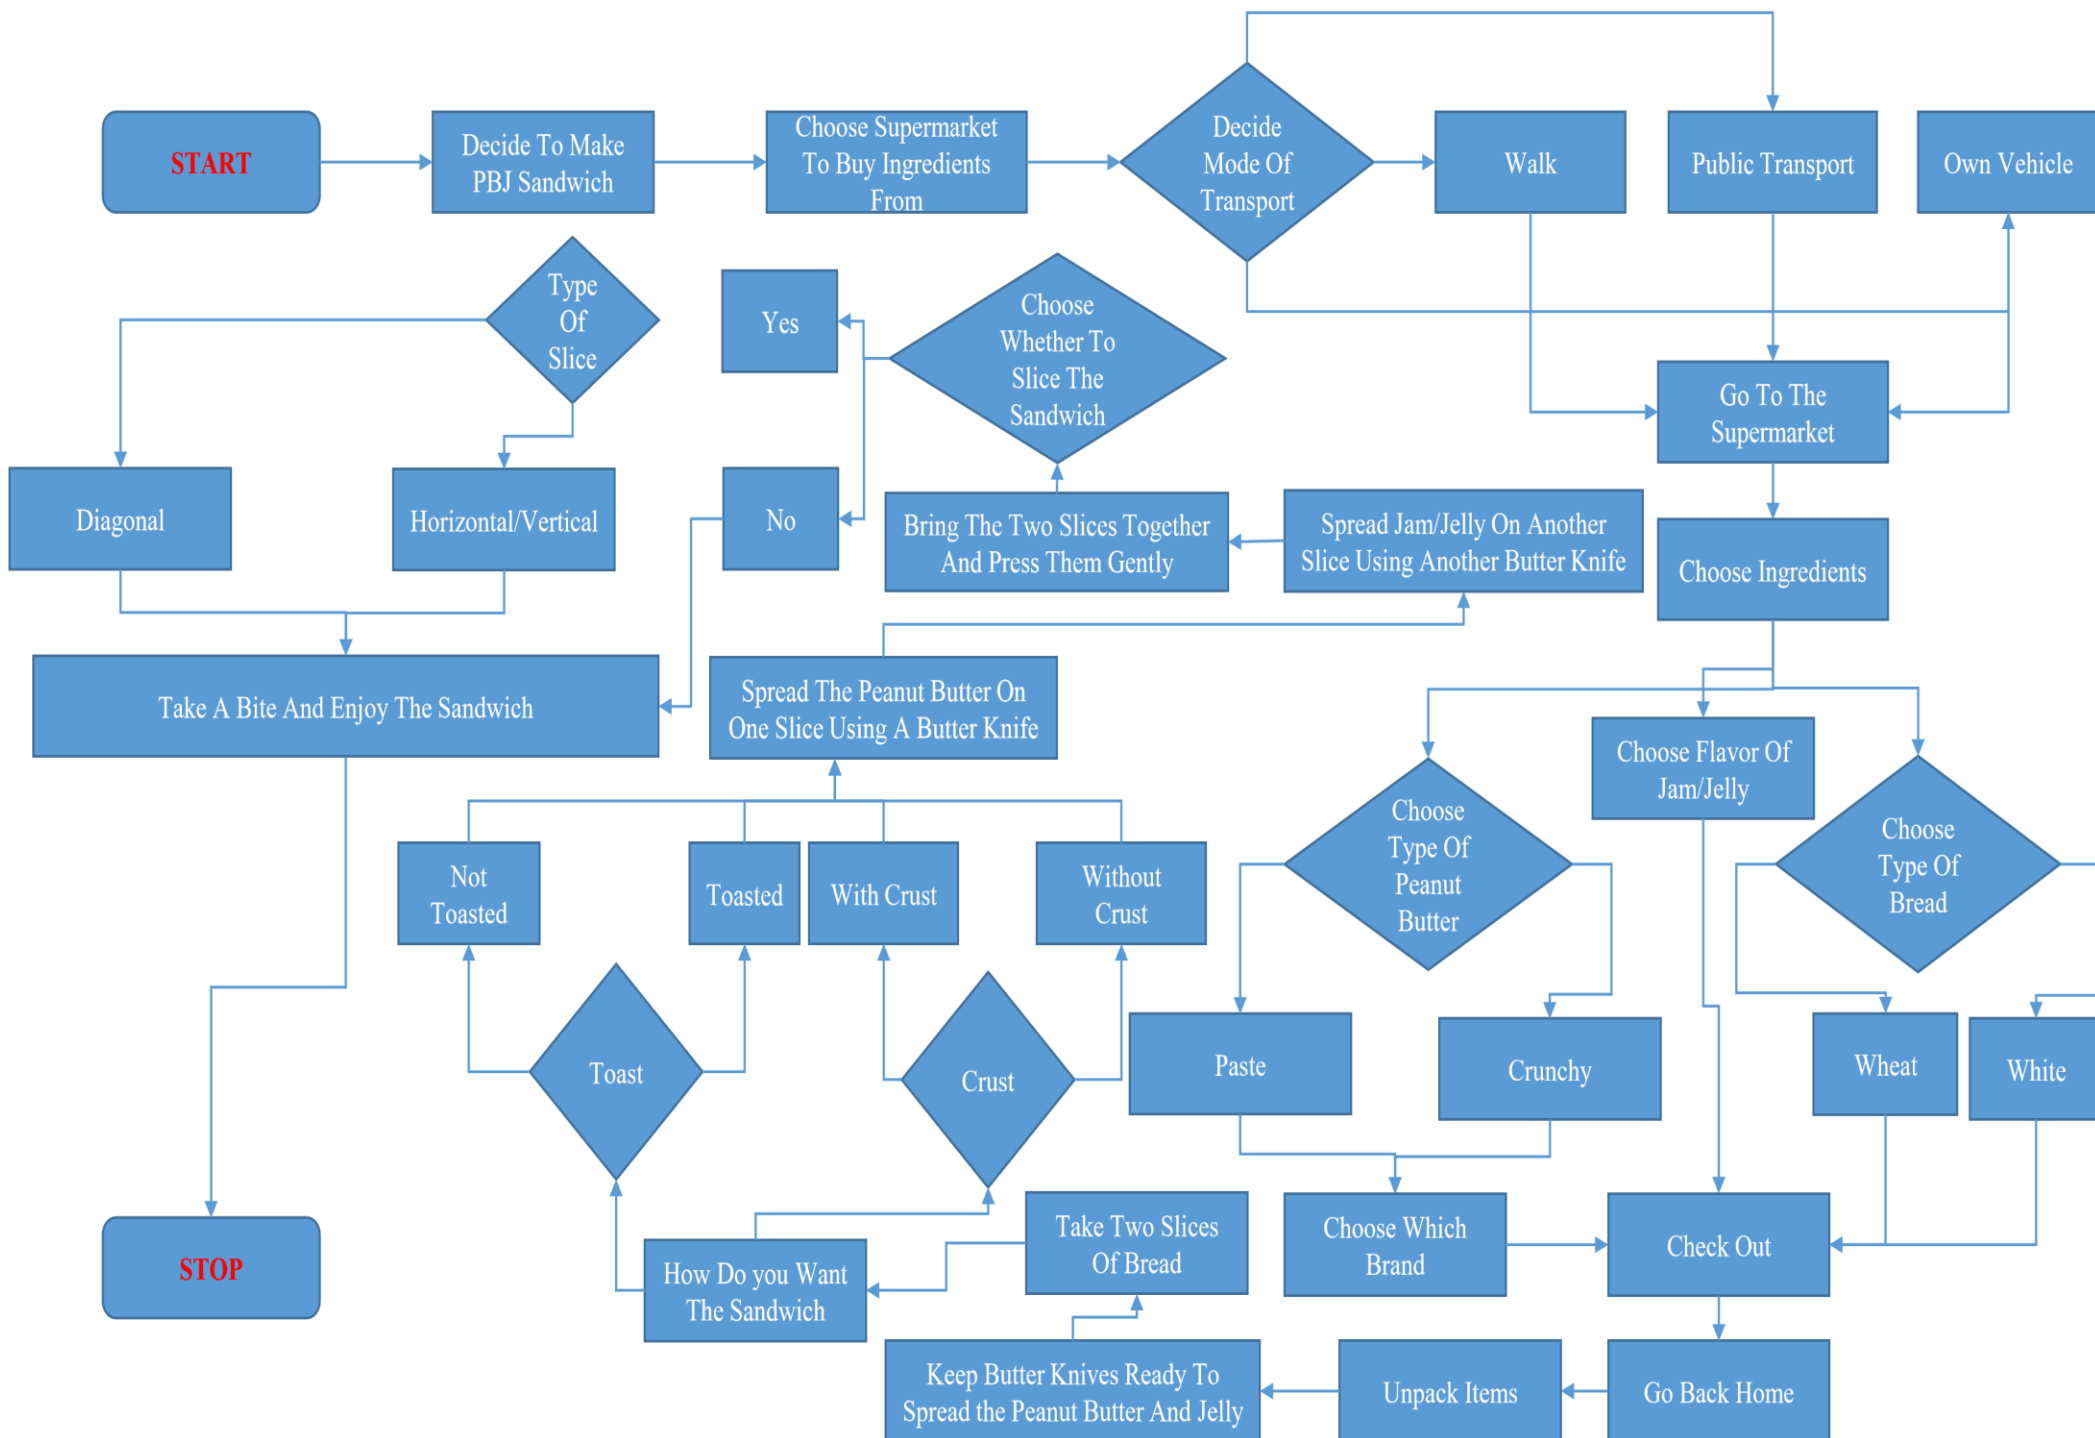 START
Decide To Make
PBJ Sandwich
Choose Supermarket
To Buy Ingredients
From
Decide
Mode Of
Transport
Walk
Public Transport
Own Vehicle
Type
Of
Slice
Yes
Choose
Whether To
Slice The
Sandwich
Go To The
Supermarket
Diagonal
Horizontal/Vertical
No
Bring The Two Slices Together
And Press Them Gently
Spread Jam/Jelly On Another
Slice Using Another Butter Knife
Choose Ingredients
Take A Bite And Enjoy The Sandwich
Spread The Peanut Butter On
One Slice Using A Butter Knife
Choose Flavor Of
Jam/Jelly
Choose
Type Of
Peanut
Butter
Choose
Type Of
Bread
Not
Toasted
Toasted
With Crust
Without
Crust
Toast
Crust
Paste
Crunchy
Wheat
White
STOP
How Do you Want
The Sandwich
Take Two Slices
Of Bread
Choose Which
Brand
Check Out
Keep Butter Knives Ready To
Spread the Peanut Butter And Jelly
Unpack Items
Go Back Home